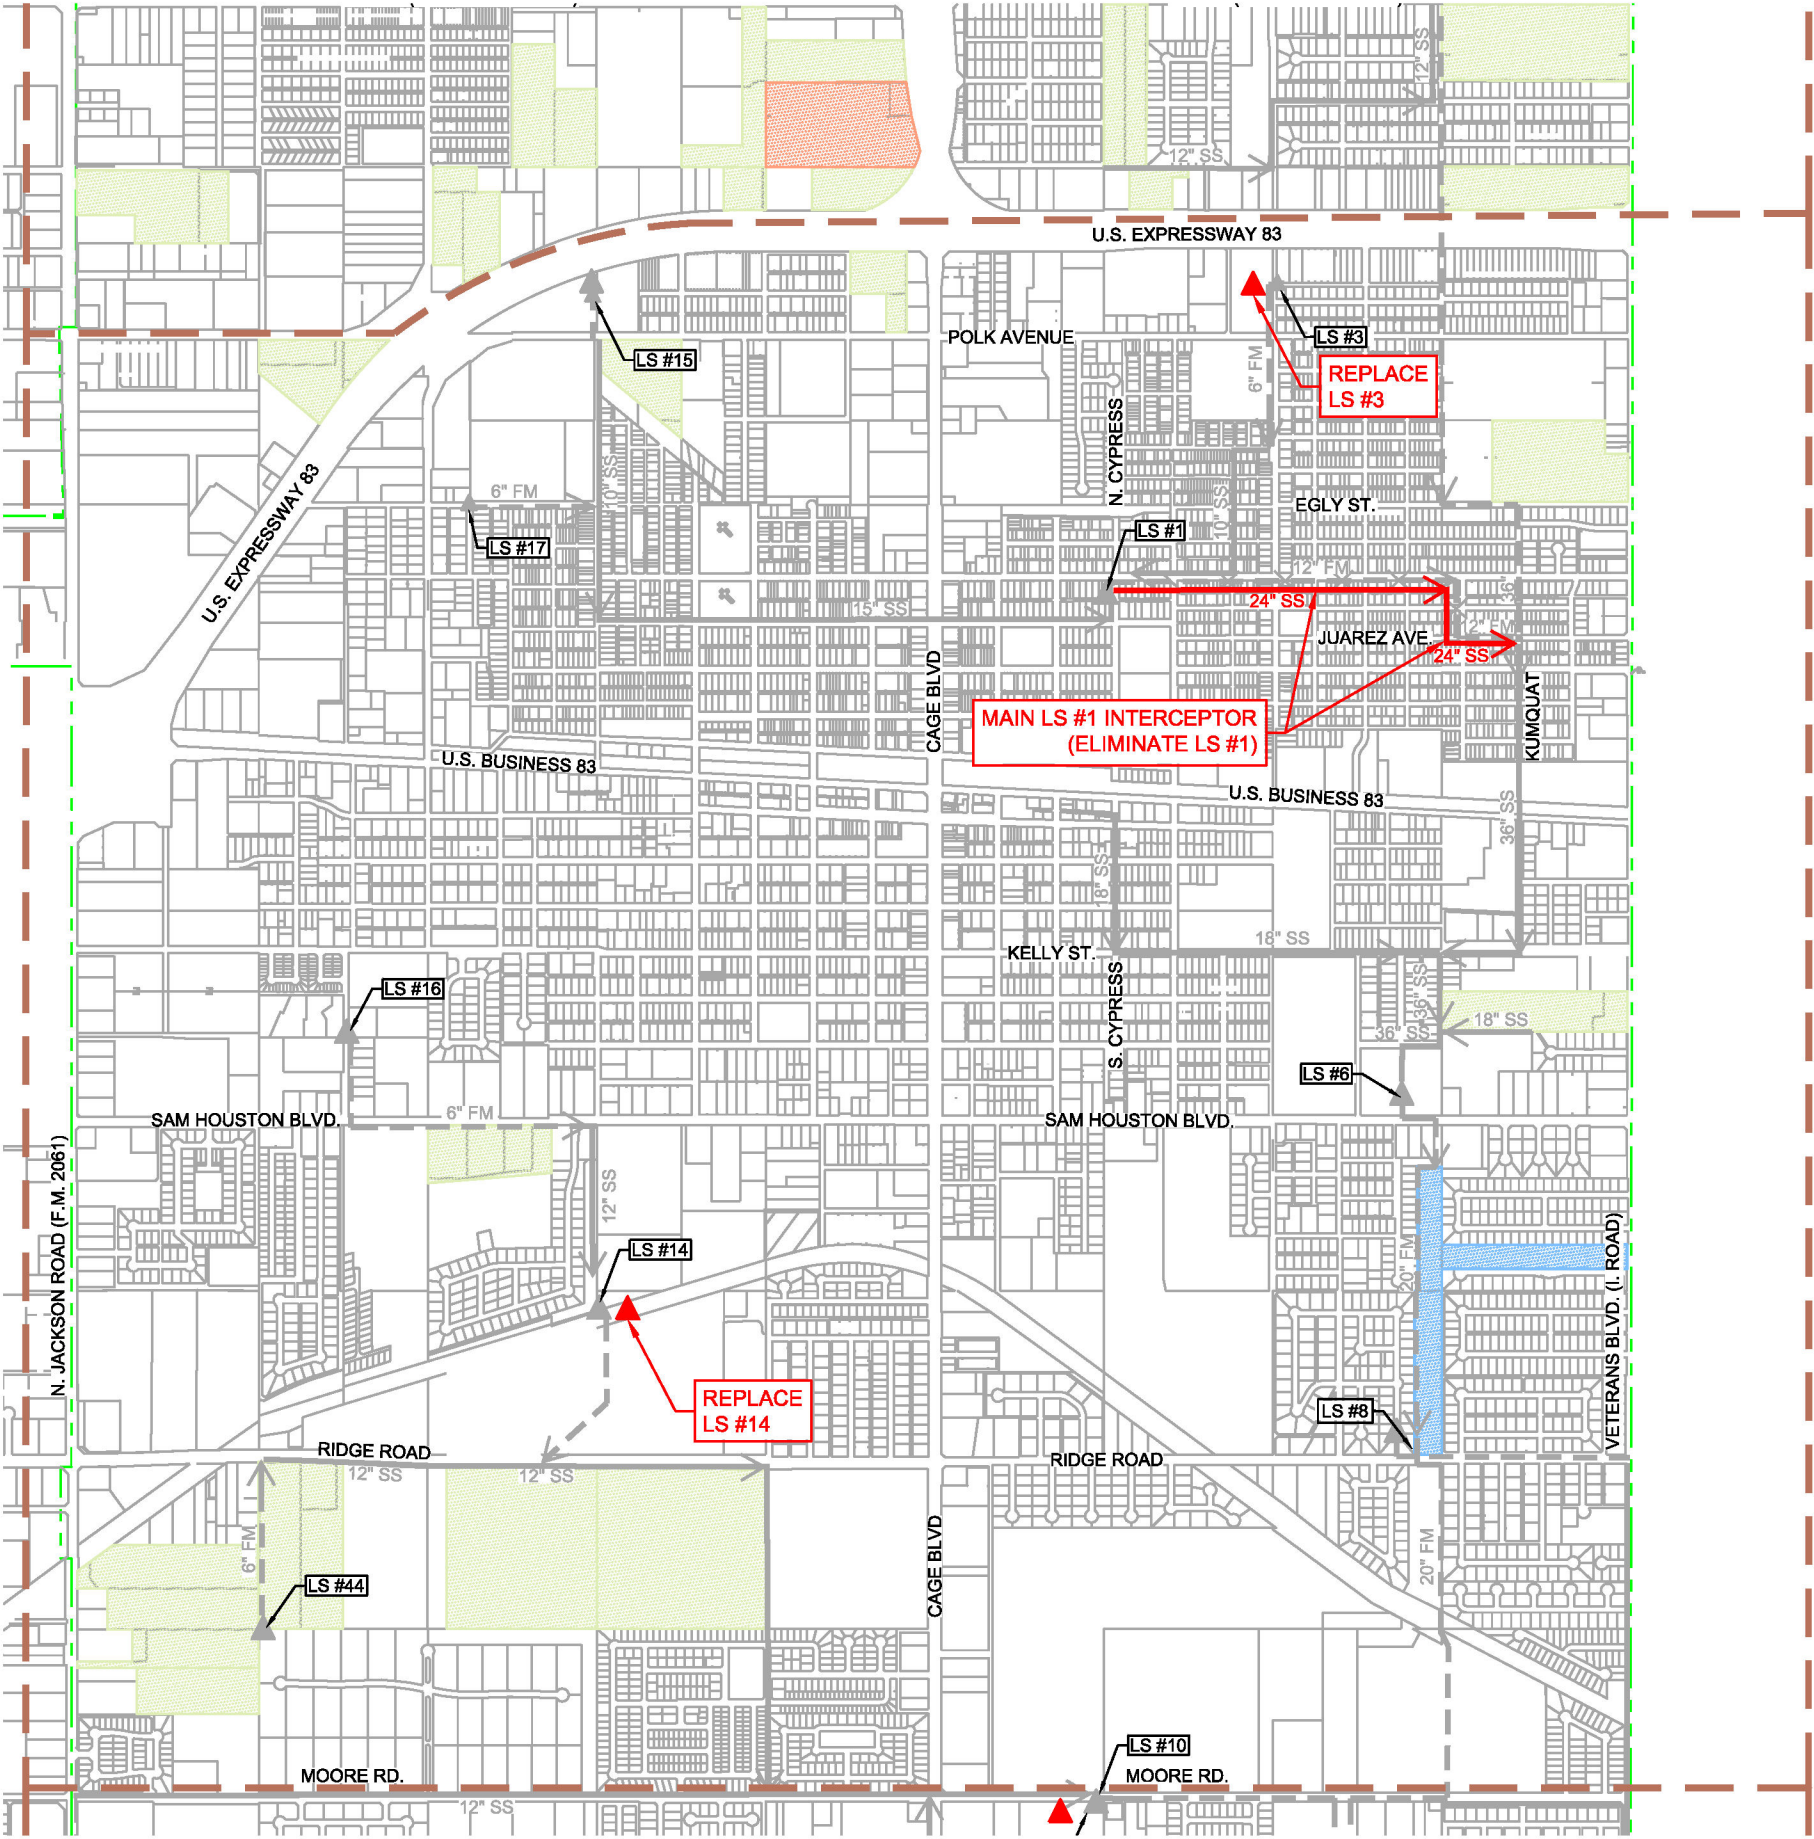 12" SS
12" SS
U.S. EXPRESSWAY 83
POLK AVENUE
LS #3
LS #15
6" FM
REPLACE
LS #3
N. CYPRESS
10" SS
U.S. EXPRESSWAY 83
6" FM
EGLY ST.
10" SS
LS #1
LS #17
12" FM
36"
24" SS
15" SS
JUAREZ AVE.
24" SS
CAGE BLVD
KUMQUAT
MAIN LS #1 INTERCEPTOR
(ELIMINATE LS #1)
U.S. BUSINESS 83
U.S. BUSINESS 83
36" SS
18" SS
18" SS
KELLY ST.
LS #16
36" SS
18" SS
36" SS
S. CYPRESS
LS #6
6" FM
SAM HOUSTON BLVD.
SAM HOUSTON BLVD.
N. JACKSON ROAD (F.M. 2061)
12" SS
LS #14
20" FM
VETERANS BLVD. (I. ROAD)
REPLACE
LS #14
LS #8
RIDGE ROAD
RIDGE ROAD
12" SS
12" SS
6" FM
CAGE BLVD
20" FM
LS #44
LS #10
MOORE RD.
MOORE RD.
12" SS